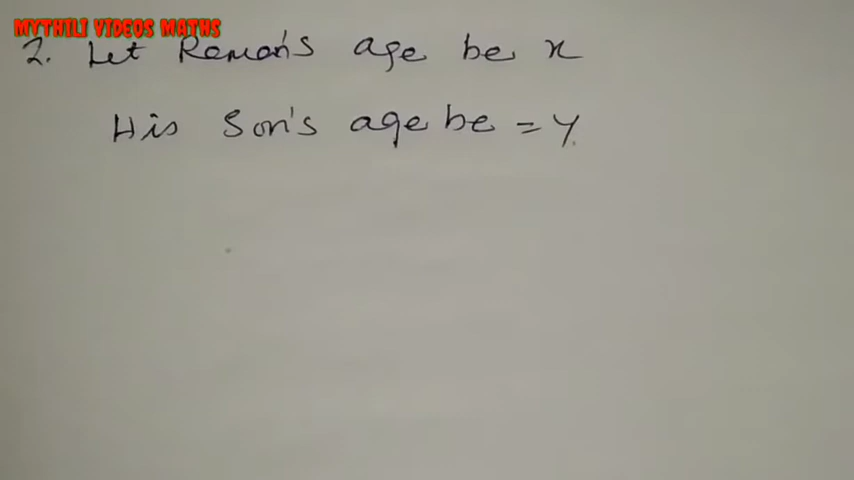 MYTHILI VIDEOS MATHS
2. Let Raman's age be x
His Son's age be = y.